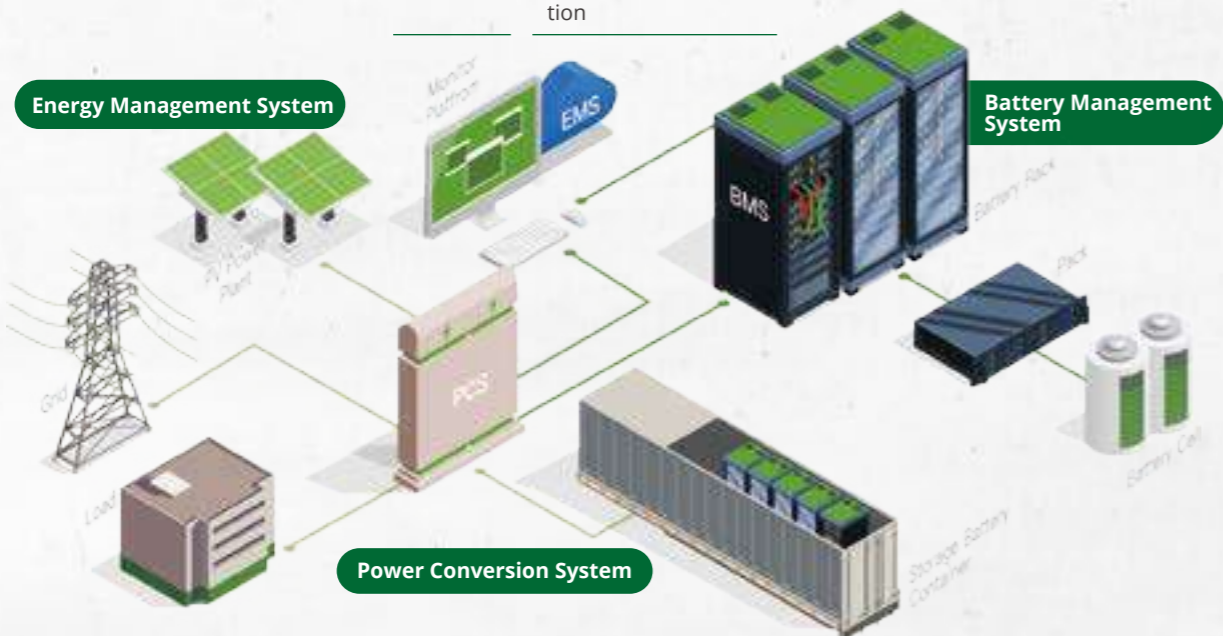 tion
Energy Management System
Monitor
Platfrom
EMS
Battery Management
System
BMS
Battery Rack
PV Power
Plant
Pack
Grid
PCS
Battery Cell
Load
Power Conversion System
Storage Battery
Container